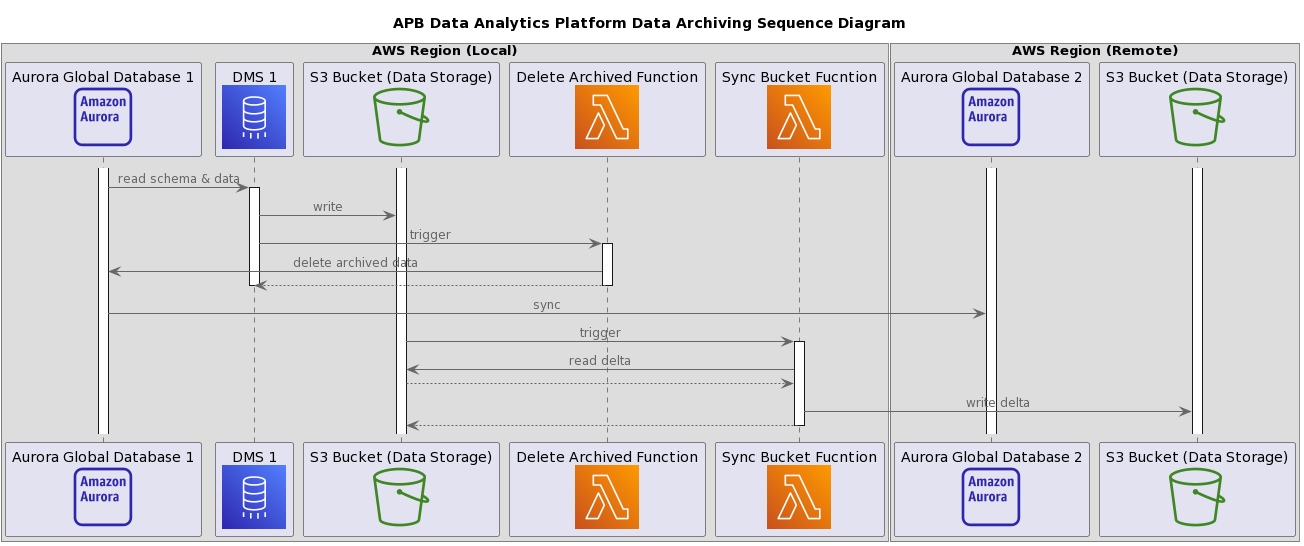 APB Data Analytics Platform Data Archiving Sequence Diagram
AWS Region (Local)
AWS Region (Remote)
Aurora Global Database 1
DMS 1
S3 Bucket (Data Storage)
Delete Archived Function
Sync Bucket Fucntion
Aurora Global Database 2
S3 Bucket (Data Storage)
Amazon
Aurora
Amazon
Aurora
read schema & data
write
trigger
delete archived data
sync
trigger
read delta
write delta
Aurora Global Database 1
DMS 1
S3 Bucket (Data Storage)
Delete Archived Function
Sync Bucket Fucntion
Aurora Global Database 2
S3 Bucket (Data Storage)
Amazon
Aurora
Amazon
Aurora